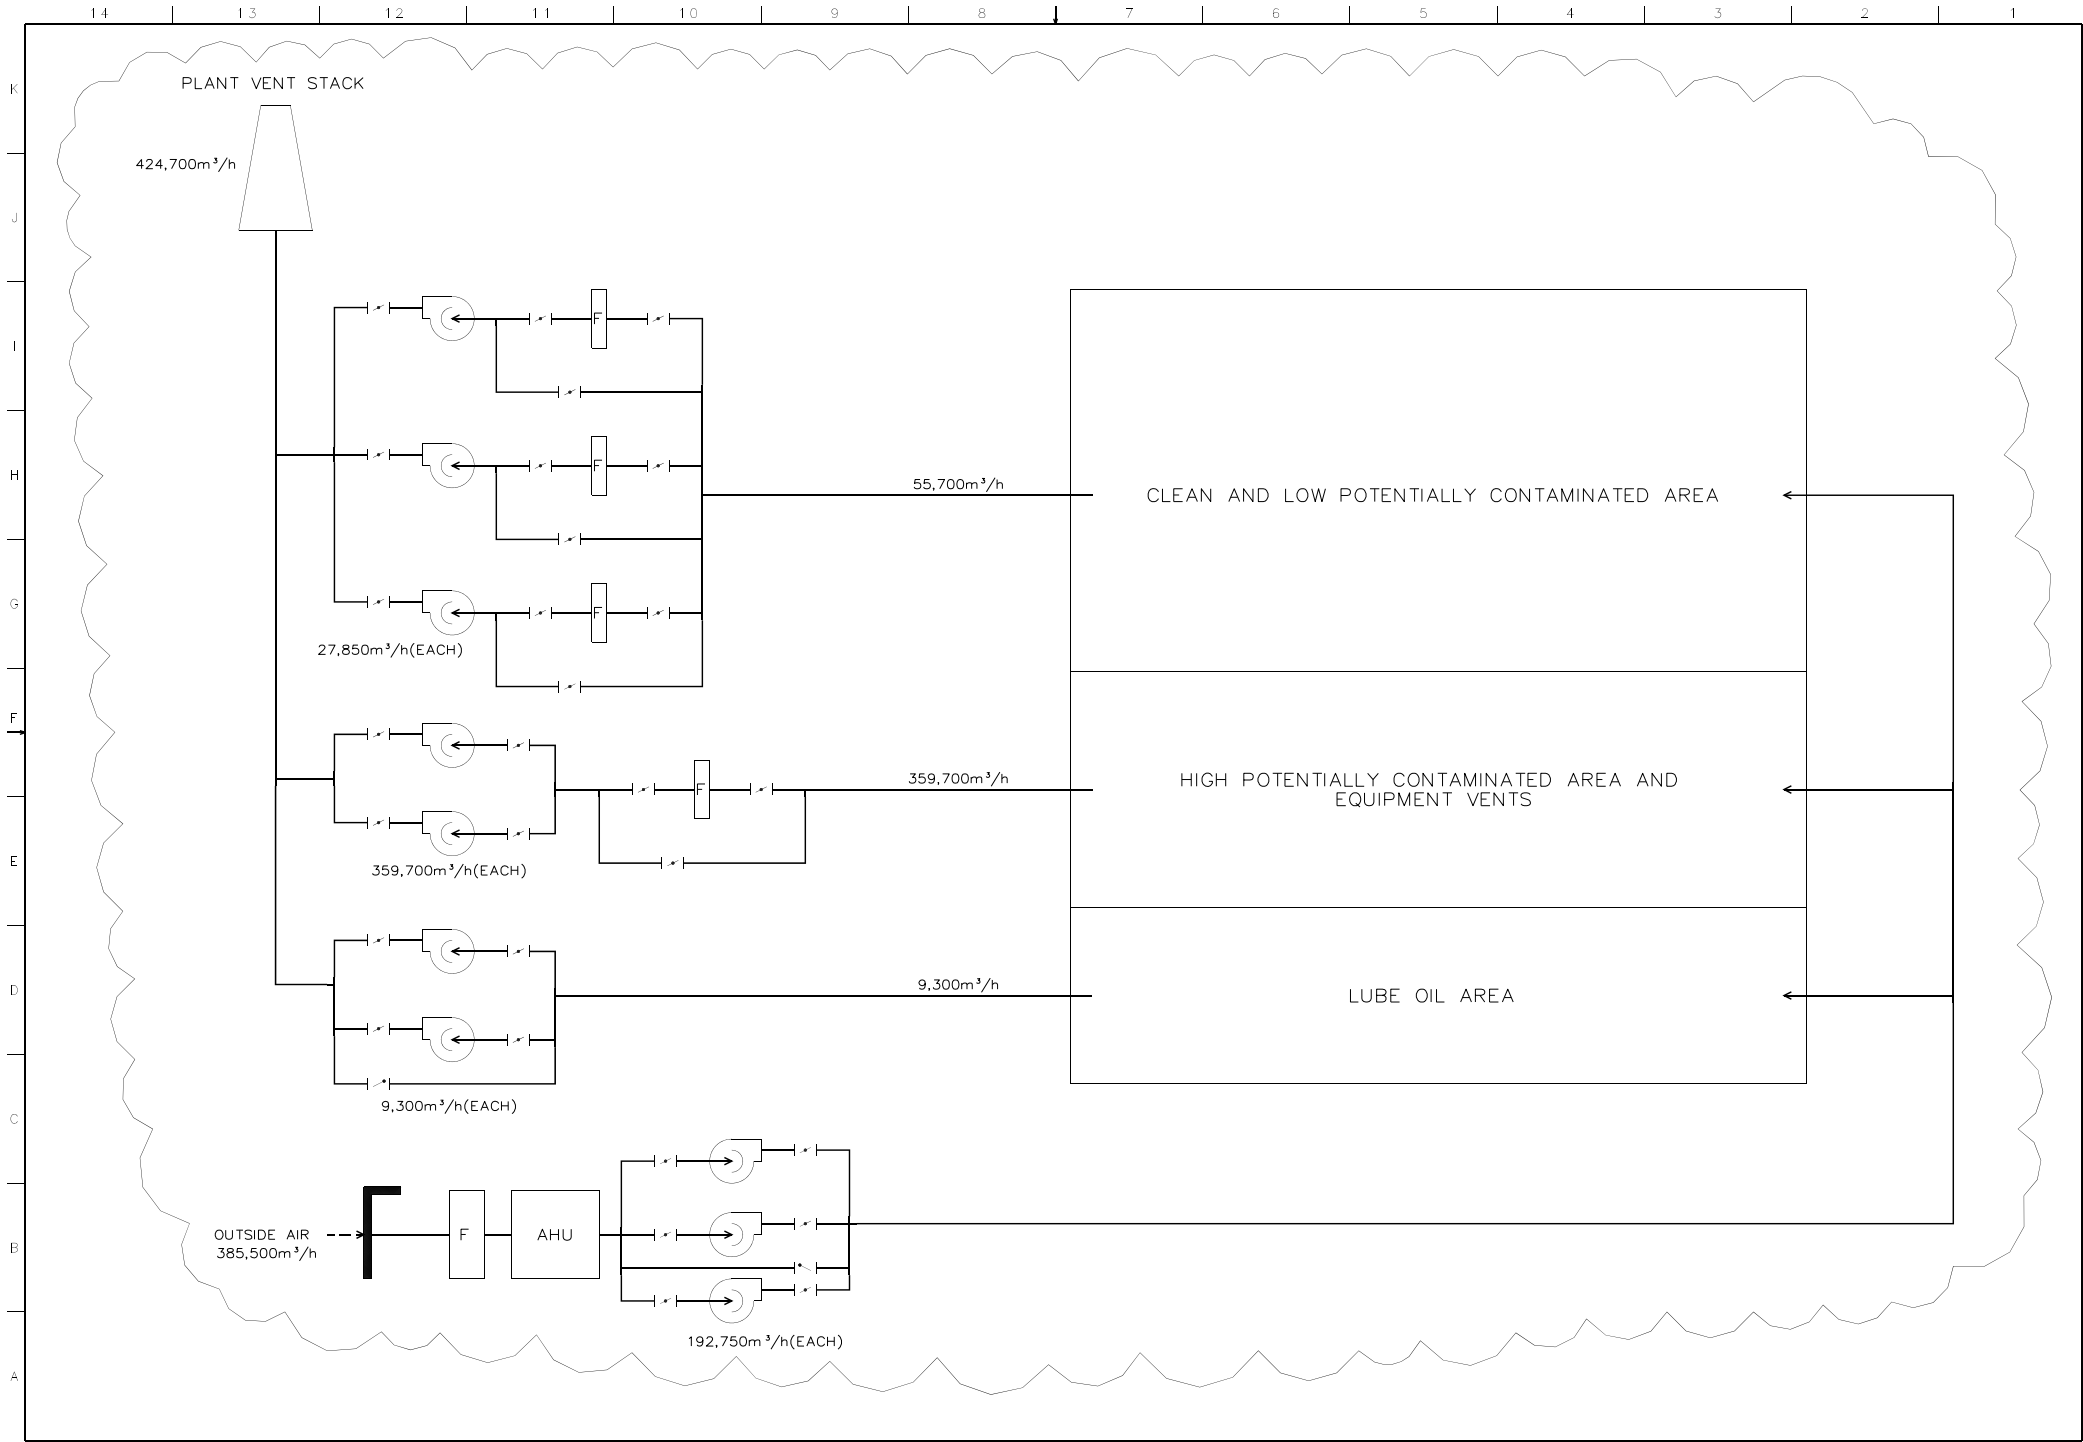 14 13 12 11 10 9 8 7 6 5 4 3 2 1
K
PLANT VENT STACK
424,700m³/h
J
I
F
H
F
55,700m³/h
CLEAN AND LOW POTENTIALLY CONTAMINATED AREA
G
F
27,850m³/h(EACH)
F
359,700m³/h
HIGH POTENTIALLY CONTAMINATED AREA AND
EQUIPMENT VENTS
F
E
359,700m³/h(EACH)
D
9,300m³/h
LUBE OIL AREA
9,300m³/h(EACH)
C
OUTSIDE AIR
385,500m³/h
F
AHU
B
192,750m³/h(EACH)
A